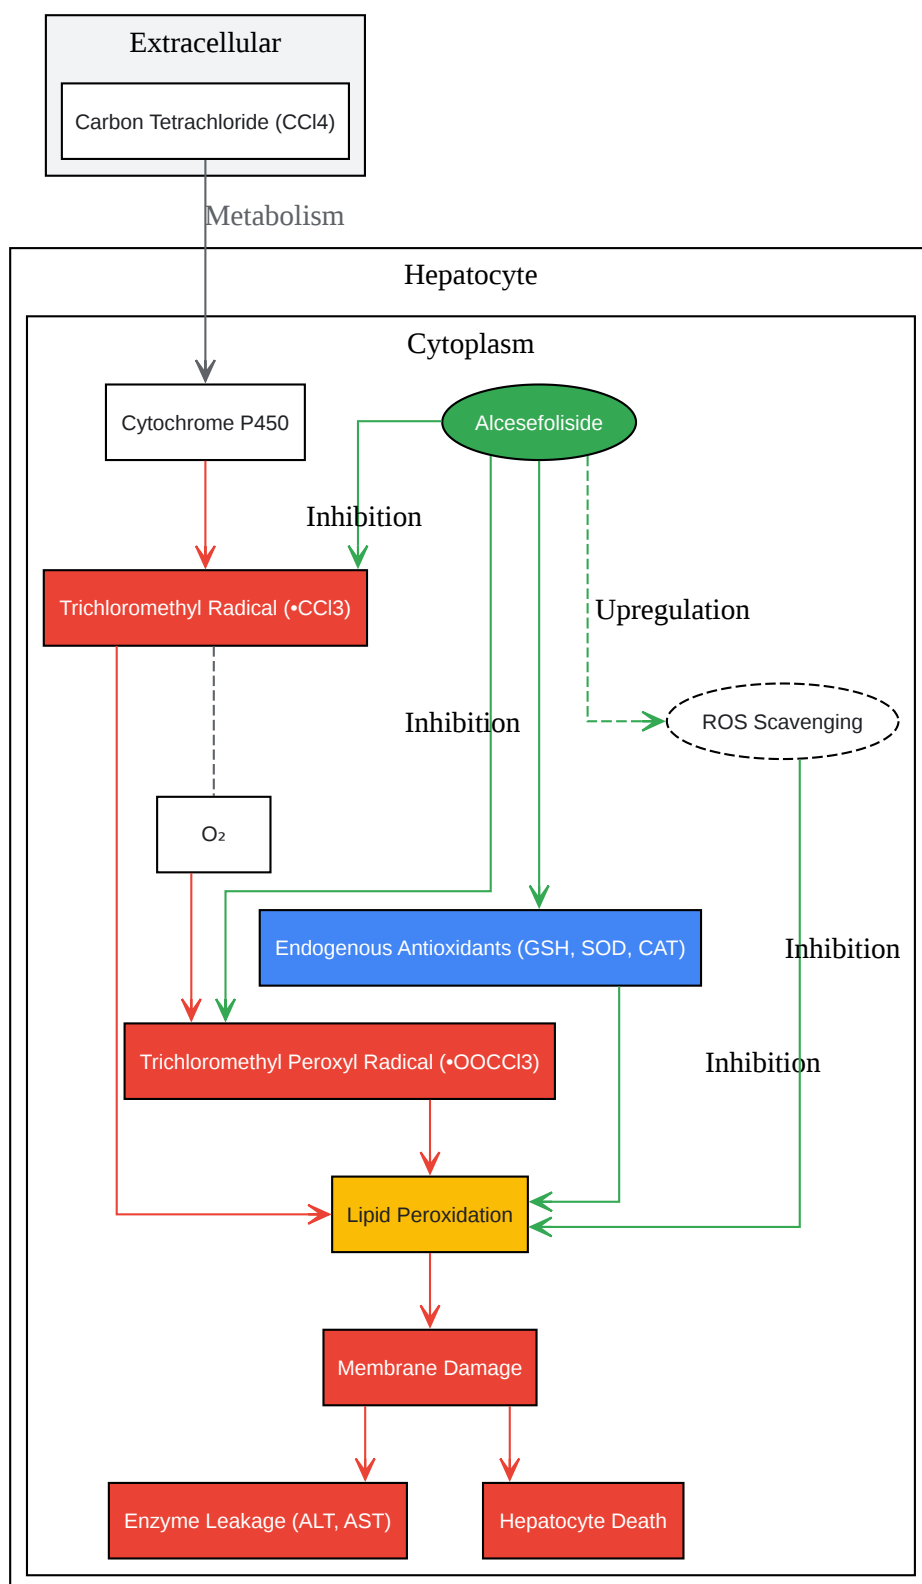 Extracellular
Carbon Tetrachloride (CCl4)
Metabolism
Hepatocyte
Cytoplasm
Cytochrome P450
Alcesefoliside
Inhibition
Trichloromethyl Radical (•CCl3)
Upregulation
Inhibition
ROS Scavenging
O₂
Endogenous Antioxidants (GSH, SOD, CAT)
Inhibition
Trichloromethyl Peroxyl Radical (•OOCCl3)
Inhibition
Lipid Peroxidation
Membrane Damage
Enzyme Leakage (ALT, AST)
Hepatocyte Death